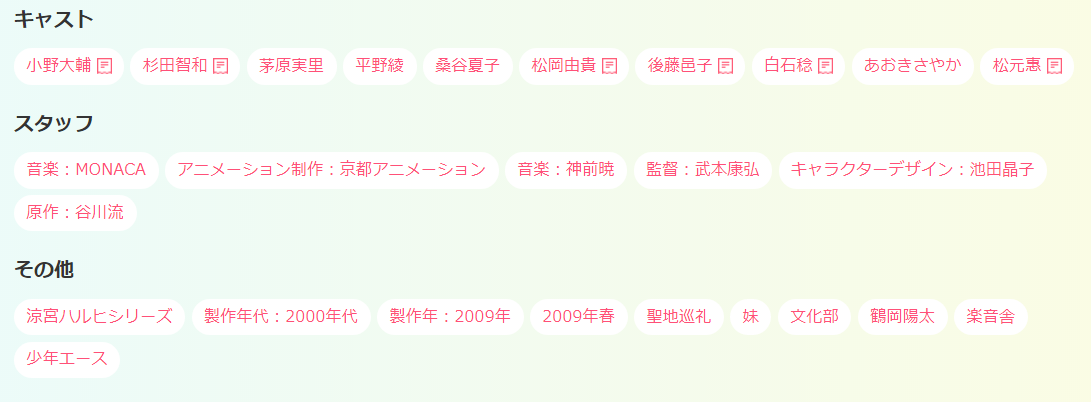 キャスト
小野大輔 杉田智和 茅原実里 平野綾 桑谷夏子 松岡由貴 後藤邑子 白石稔 あおきさやか 松元惠
スタッフ
音楽：MONACA アニメーション制作：京都アニメーション 音楽：神前暁 監督：武本康弘 キャラクターデザイン：池田晶子
原作：谷川流
その他
涼宮ハルヒシリーズ 製作年代：2000年代 製作年：2009年 2009年春 聖地巡礼 妹 文化部 鶴岡陽太 楽音舎
少年エース